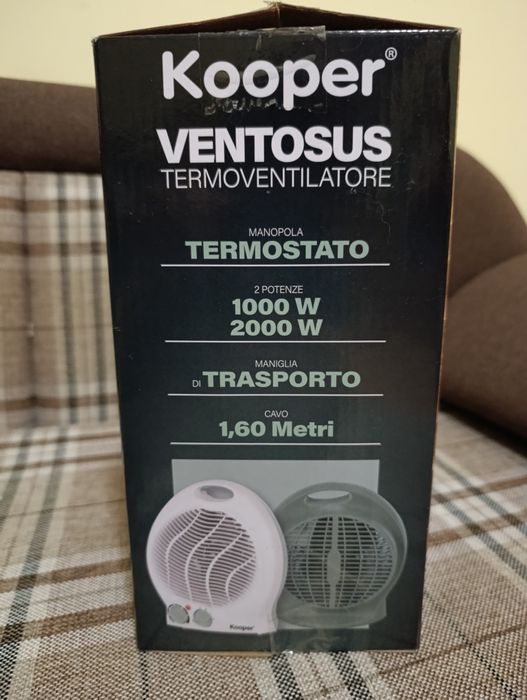 Kooper®
VENTOSUS
TERMOVENTILATORE
MANOPOLA
TERMOSTATO
2 POTENZE
1000 W
2000 W
MANIGLIA
DI TRASPORTO
CAVO
1,60 Metri
Kooper